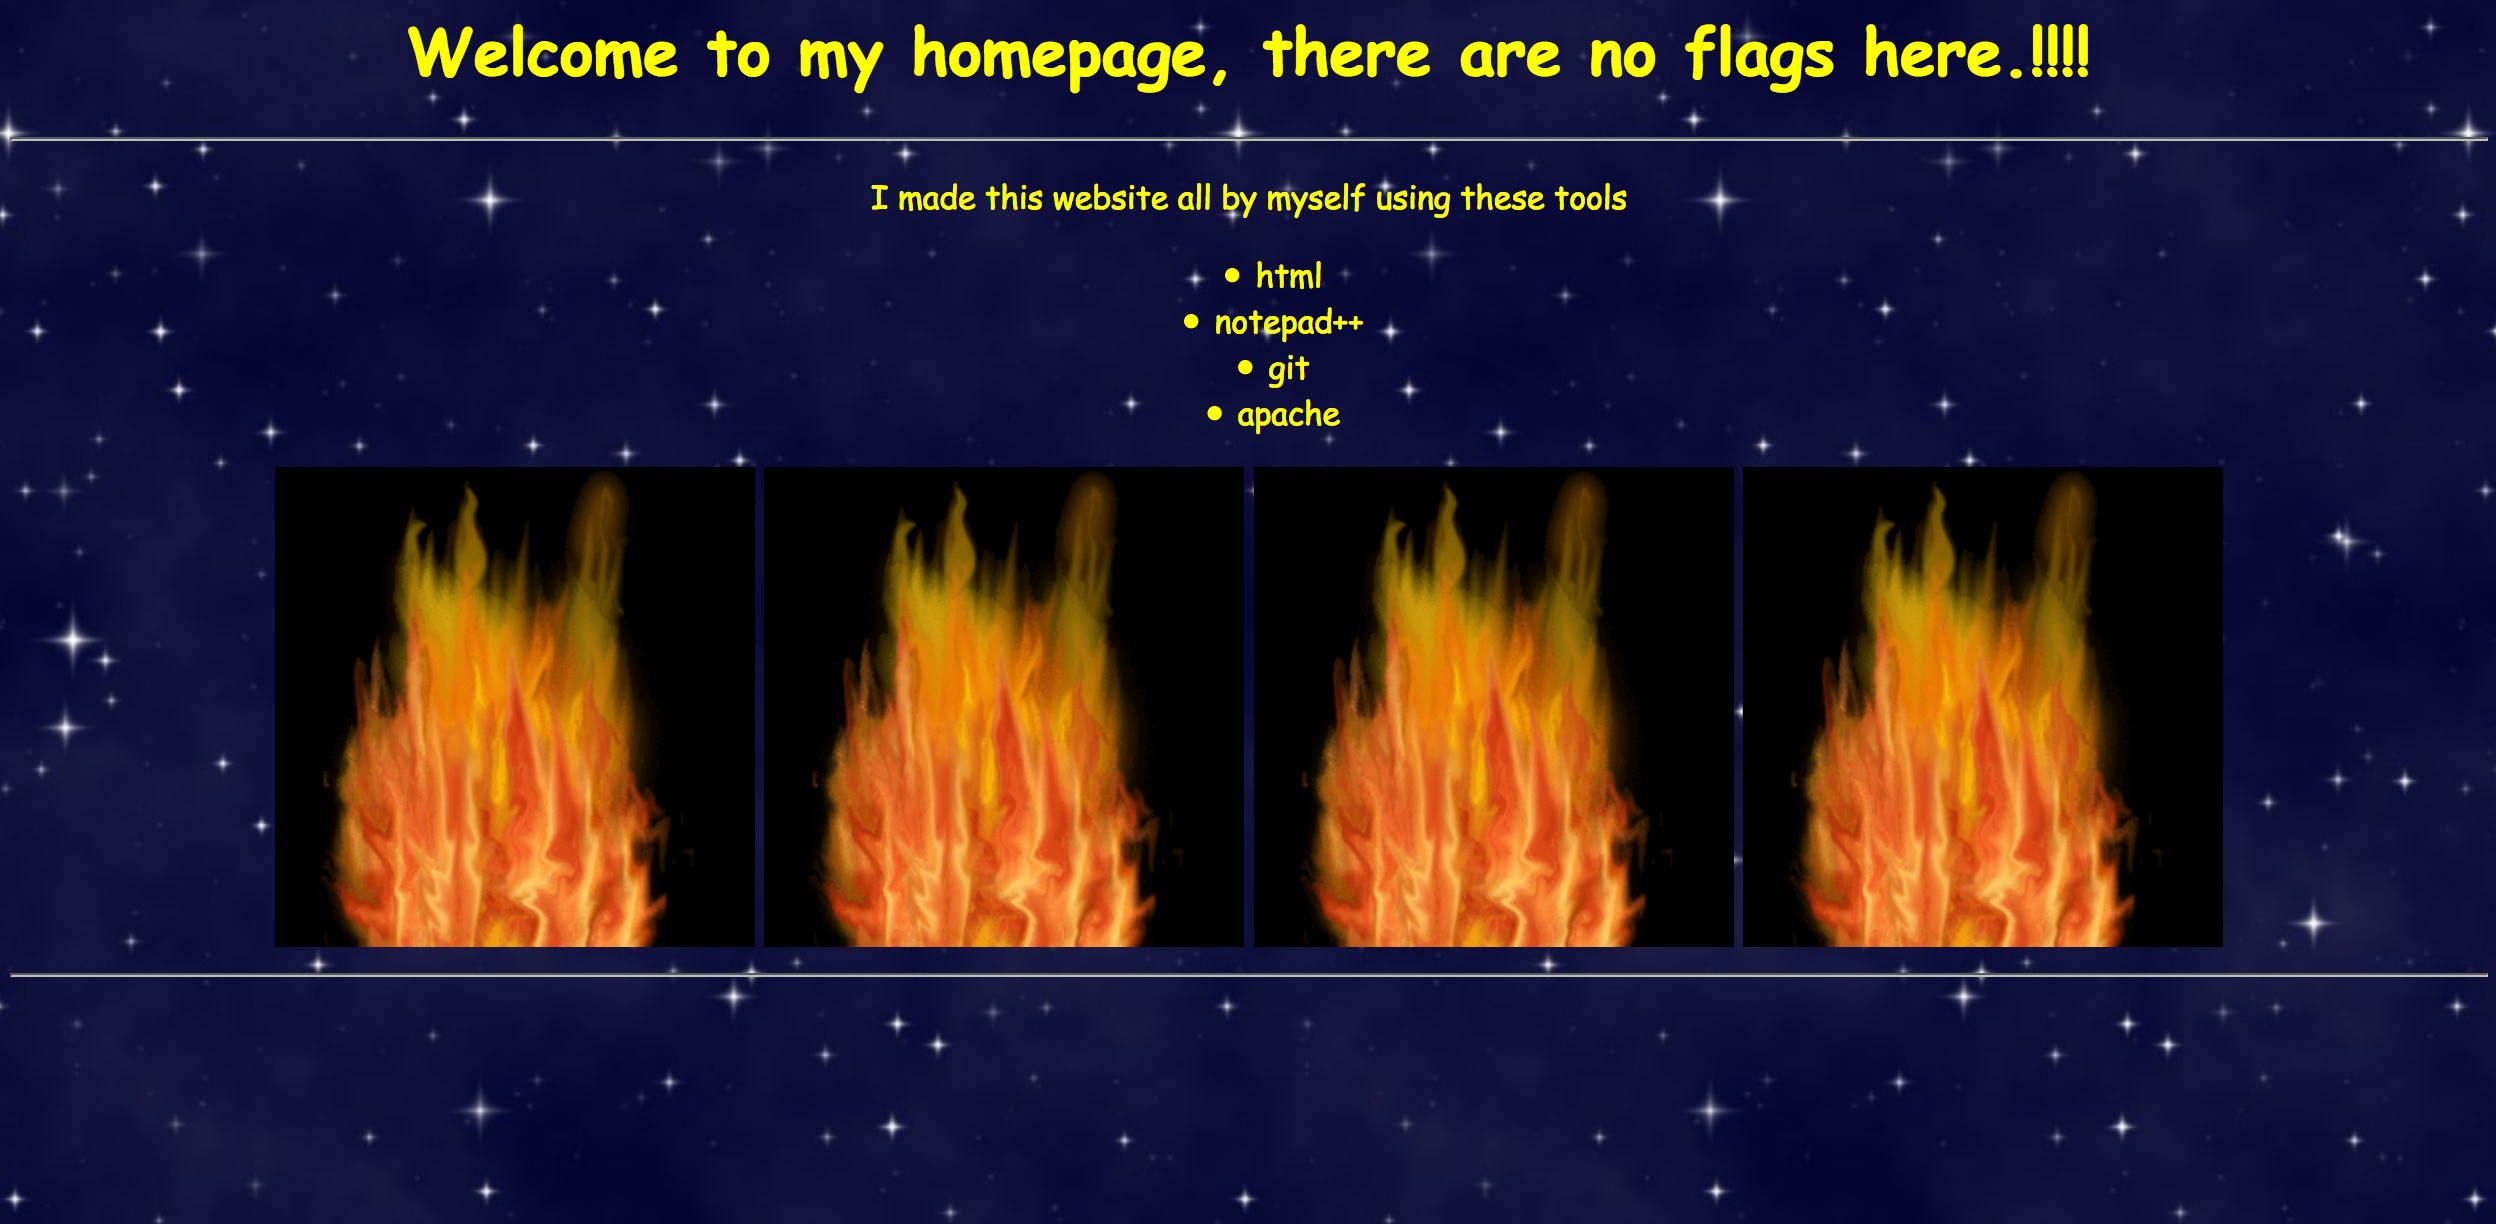 Welcome to my homepage, there are no flags here.!!!!
I made this website all by myself using these tools
• html
• notepad++
• git
• apache